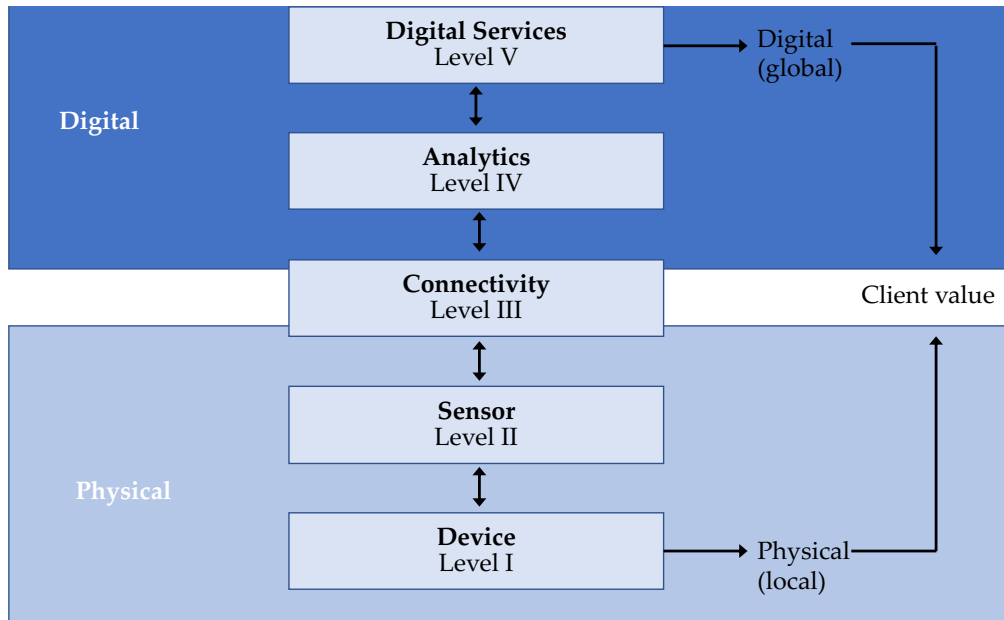 Digital Services
Level V
Digital
(global)
Digital
Analytics
Level IV
Connectivity
Level III
Client value
Sensor
Level II
Physical
Device
Level I
Physical
(local)